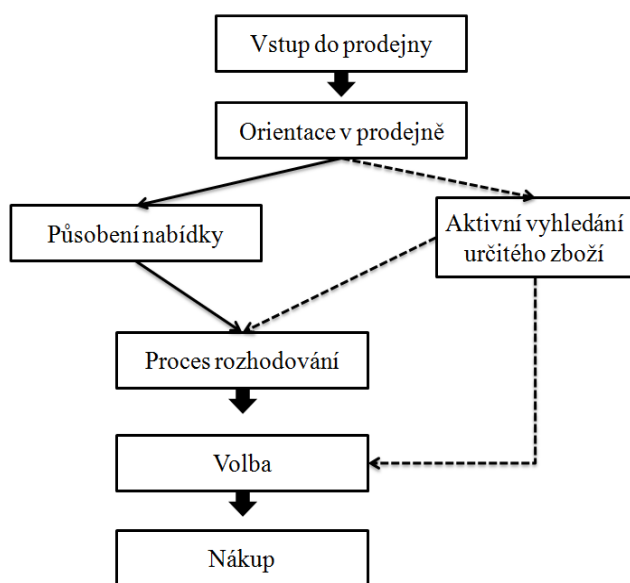 Vstup do prodejny
Orientace v prodejně
Působení nabídky
Aktivní vyhledání
určitého zboží
Proces rozhodování
Volba
Nákup